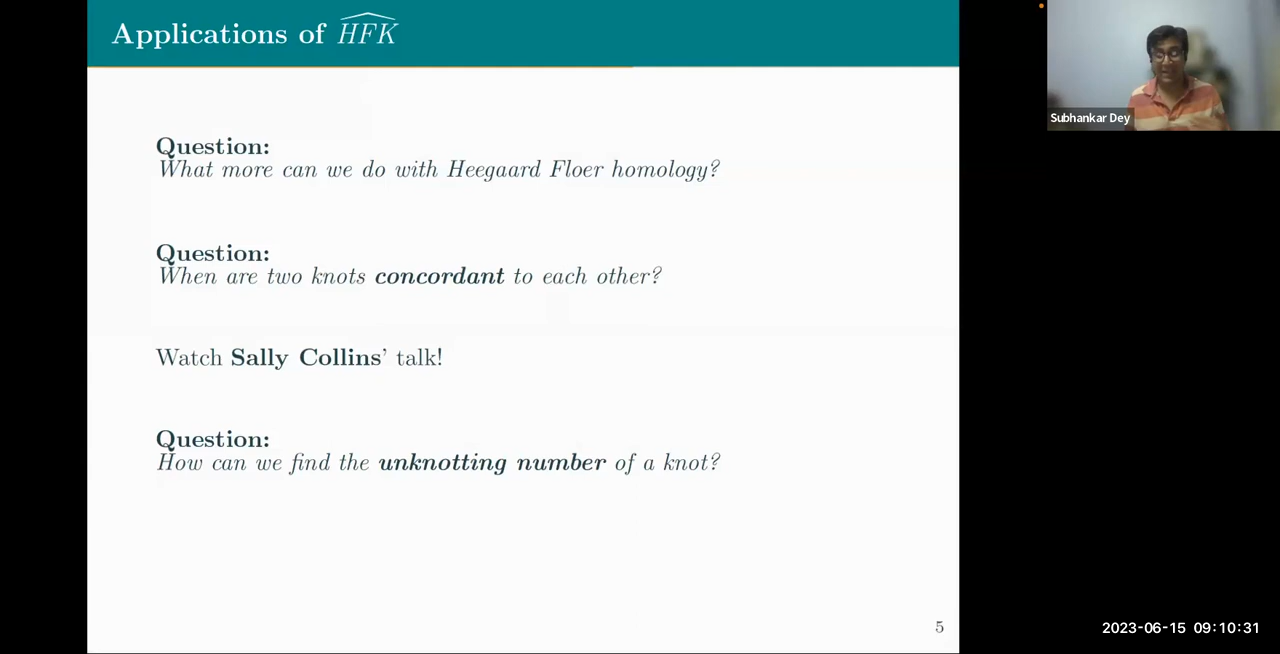 Applications of $\widehat{HFK}$
Subhankar Dey
Question:
What more can we do with Heegaard Floer homology?
Question:
When are two knots concordant to each other?
Watch Sally Collins' talk!
Question:
How can we find the unknotting number of a knot?
5
2023-06-15 09:10:31